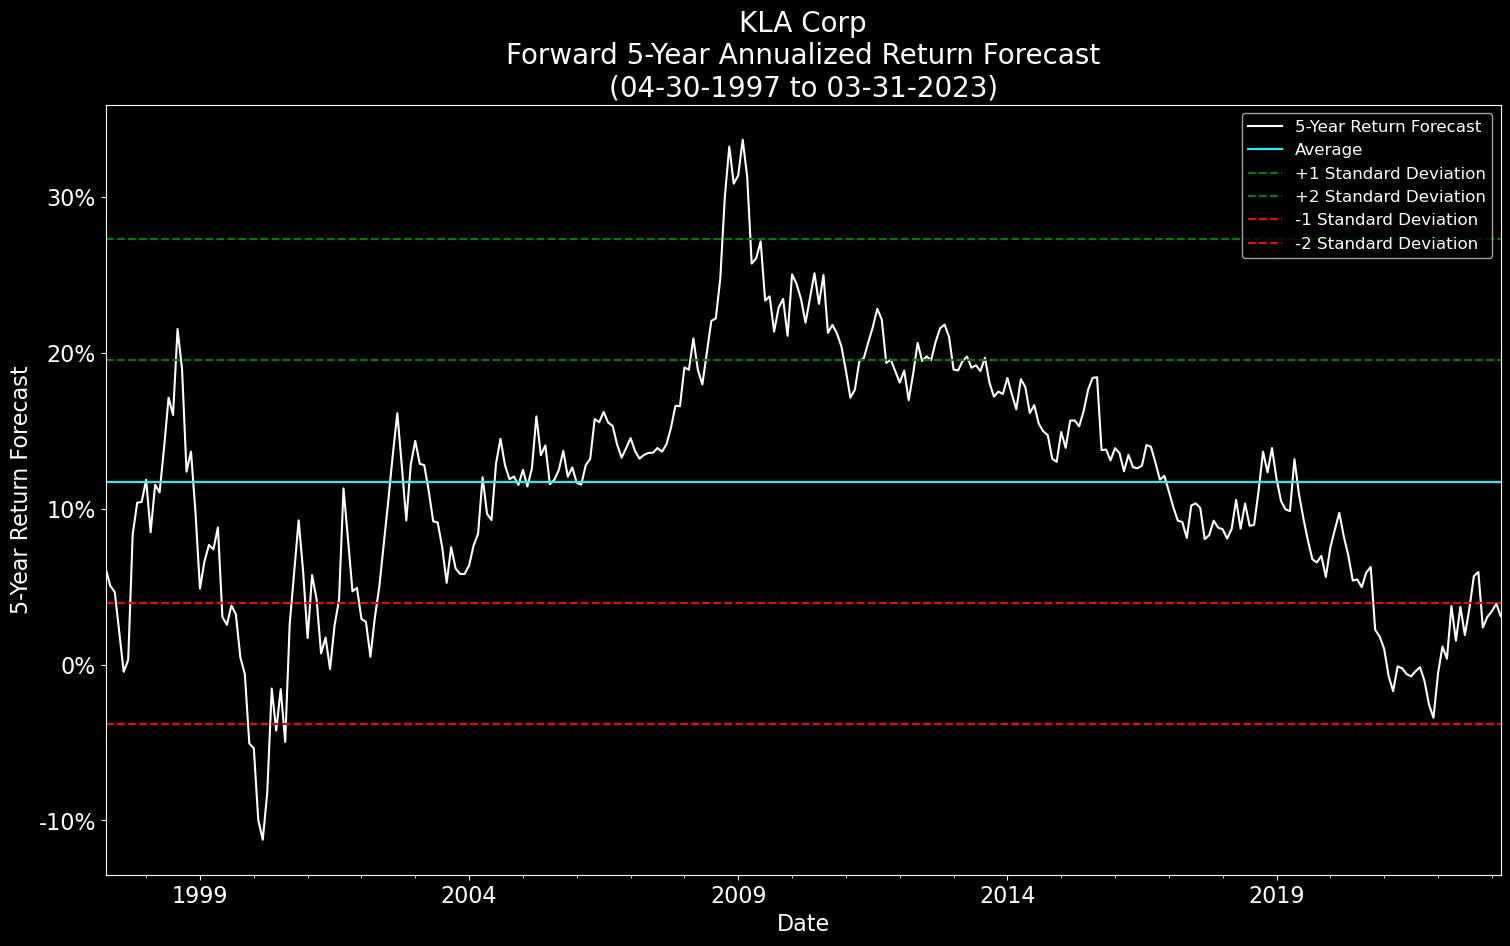 KLA Corp
Forward 5-Year Annualized Return Forecast
(04-30-1997 to 03-31-2023)
5-Year Return Forecast
Average
+1 Standard Deviation
+2 Standard Deviation
-1 Standard Deviation
-2 Standard Deviation
5-Year Return Forecast
30%
20%
10%
0%
-10%
1999
2004
2009
2014
2019
Date